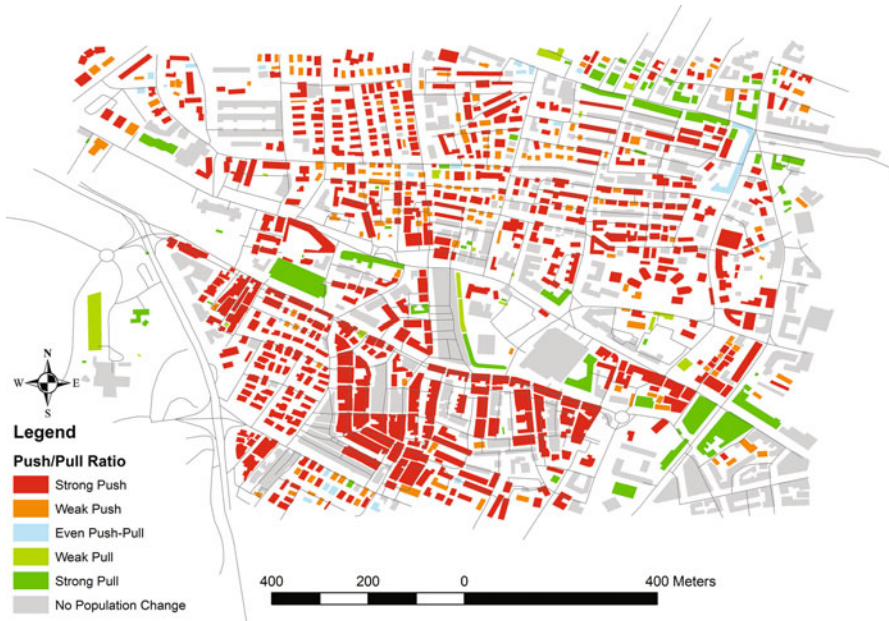 N
W E
S
Legend
Push/Pull Ratio
Strong Push
Weak Push
Even Push-Pull
Weak Pull
Strong Pull
No Population Change
400 200 0 400 Meters